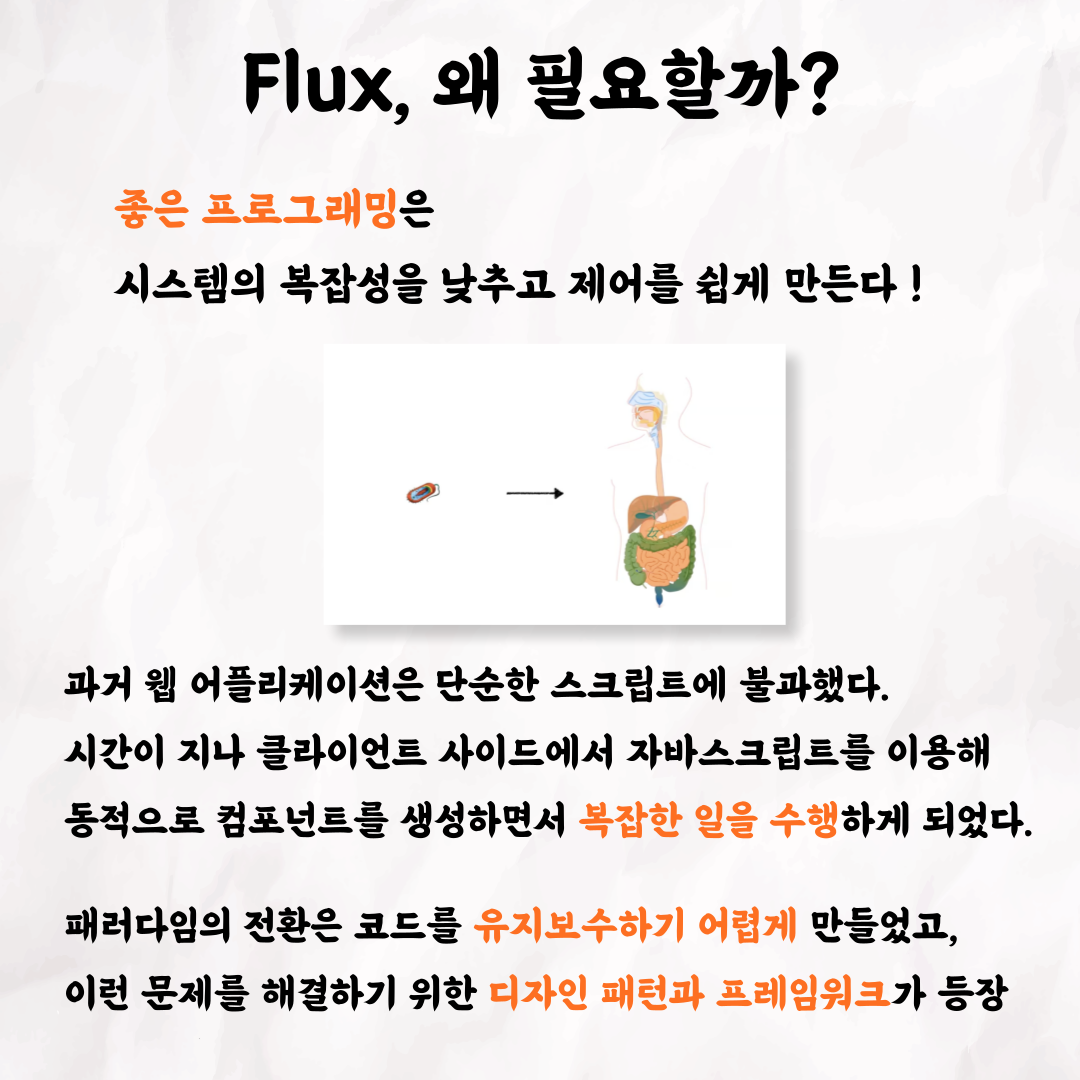 Flux, 왜 필요할까?
좋은 프로그래밍은
시스템의 복잡성을 낮추고 제어를 쉽게 만든다 !
과거 웹 어플리케이션은 단순한 스크립트에 불과했다.
시간이 지나 클라이언트 사이드에서 자바스크립트를 이용해
동적으로 컴포넌트를 생성하면서 복잡한 일을 수행하게 되었다.
패러다임의 전환은 코드를 유지보수하기 어렵게 만들었고,
이런 문제를 해결하기 위한 디자인 패턴과 프레임워크가 등장